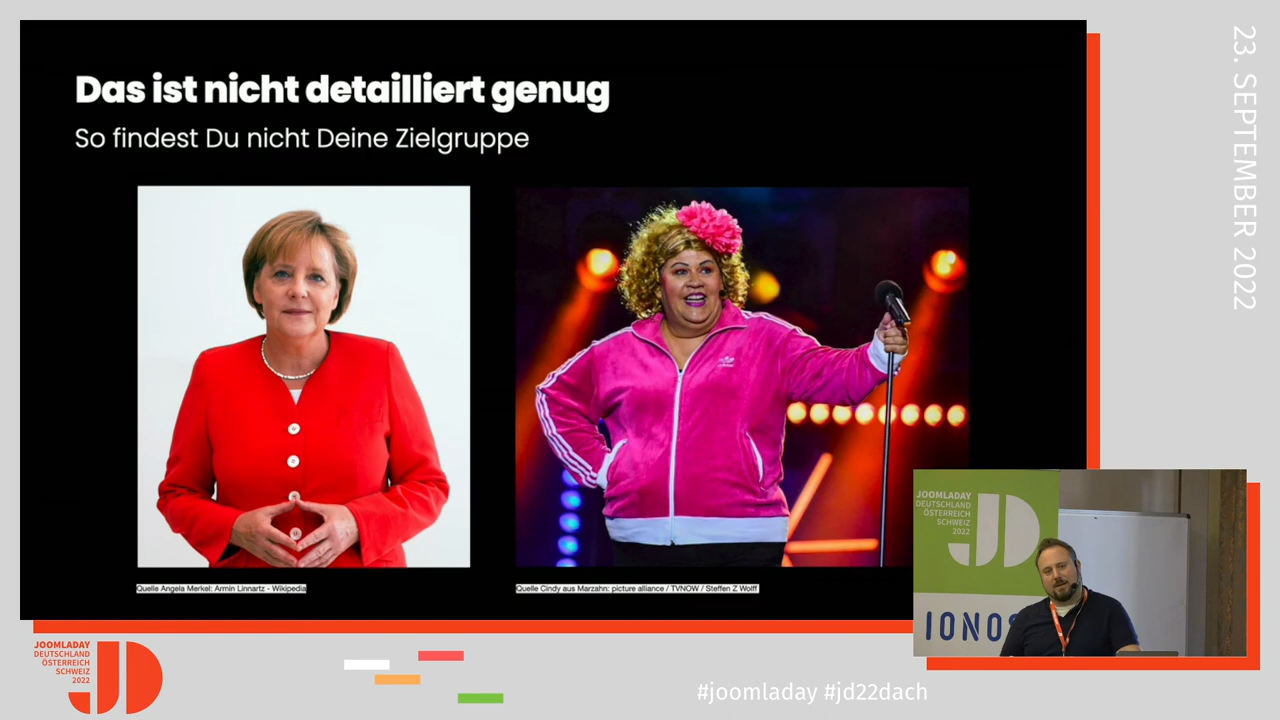 Das ist nicht detailliert genug
So findest Du nicht Deine Zielgruppe
Quelle Angela Merkel: Armin Linnartz - Wikipedia
Quelle Cindy aus Marzahn: picture alliance / TVNOW / Steffen Z Wolff
23. SEPTEMBER 2022
JOOMLADAY
DEUTSCHLAND
ÖSTERREICH
SCHWEIZ
2022
JD
IONOS
JOOMLADAY
DEUTSCHLAND
ÖSTERREICH
SCHWEIZ
2022
JD
#joomladay #jd22dach